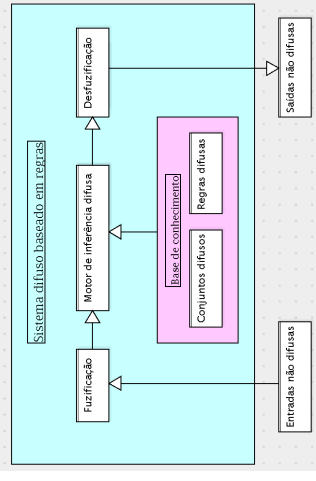 Sistema difuso baseado em regras
Fuzificação
Motor de inferência difusa
Desfuzificação
Base de conhecimento
Conjuntos difusos
Regras difusas
Entradas não difusas
Saídas não difusas